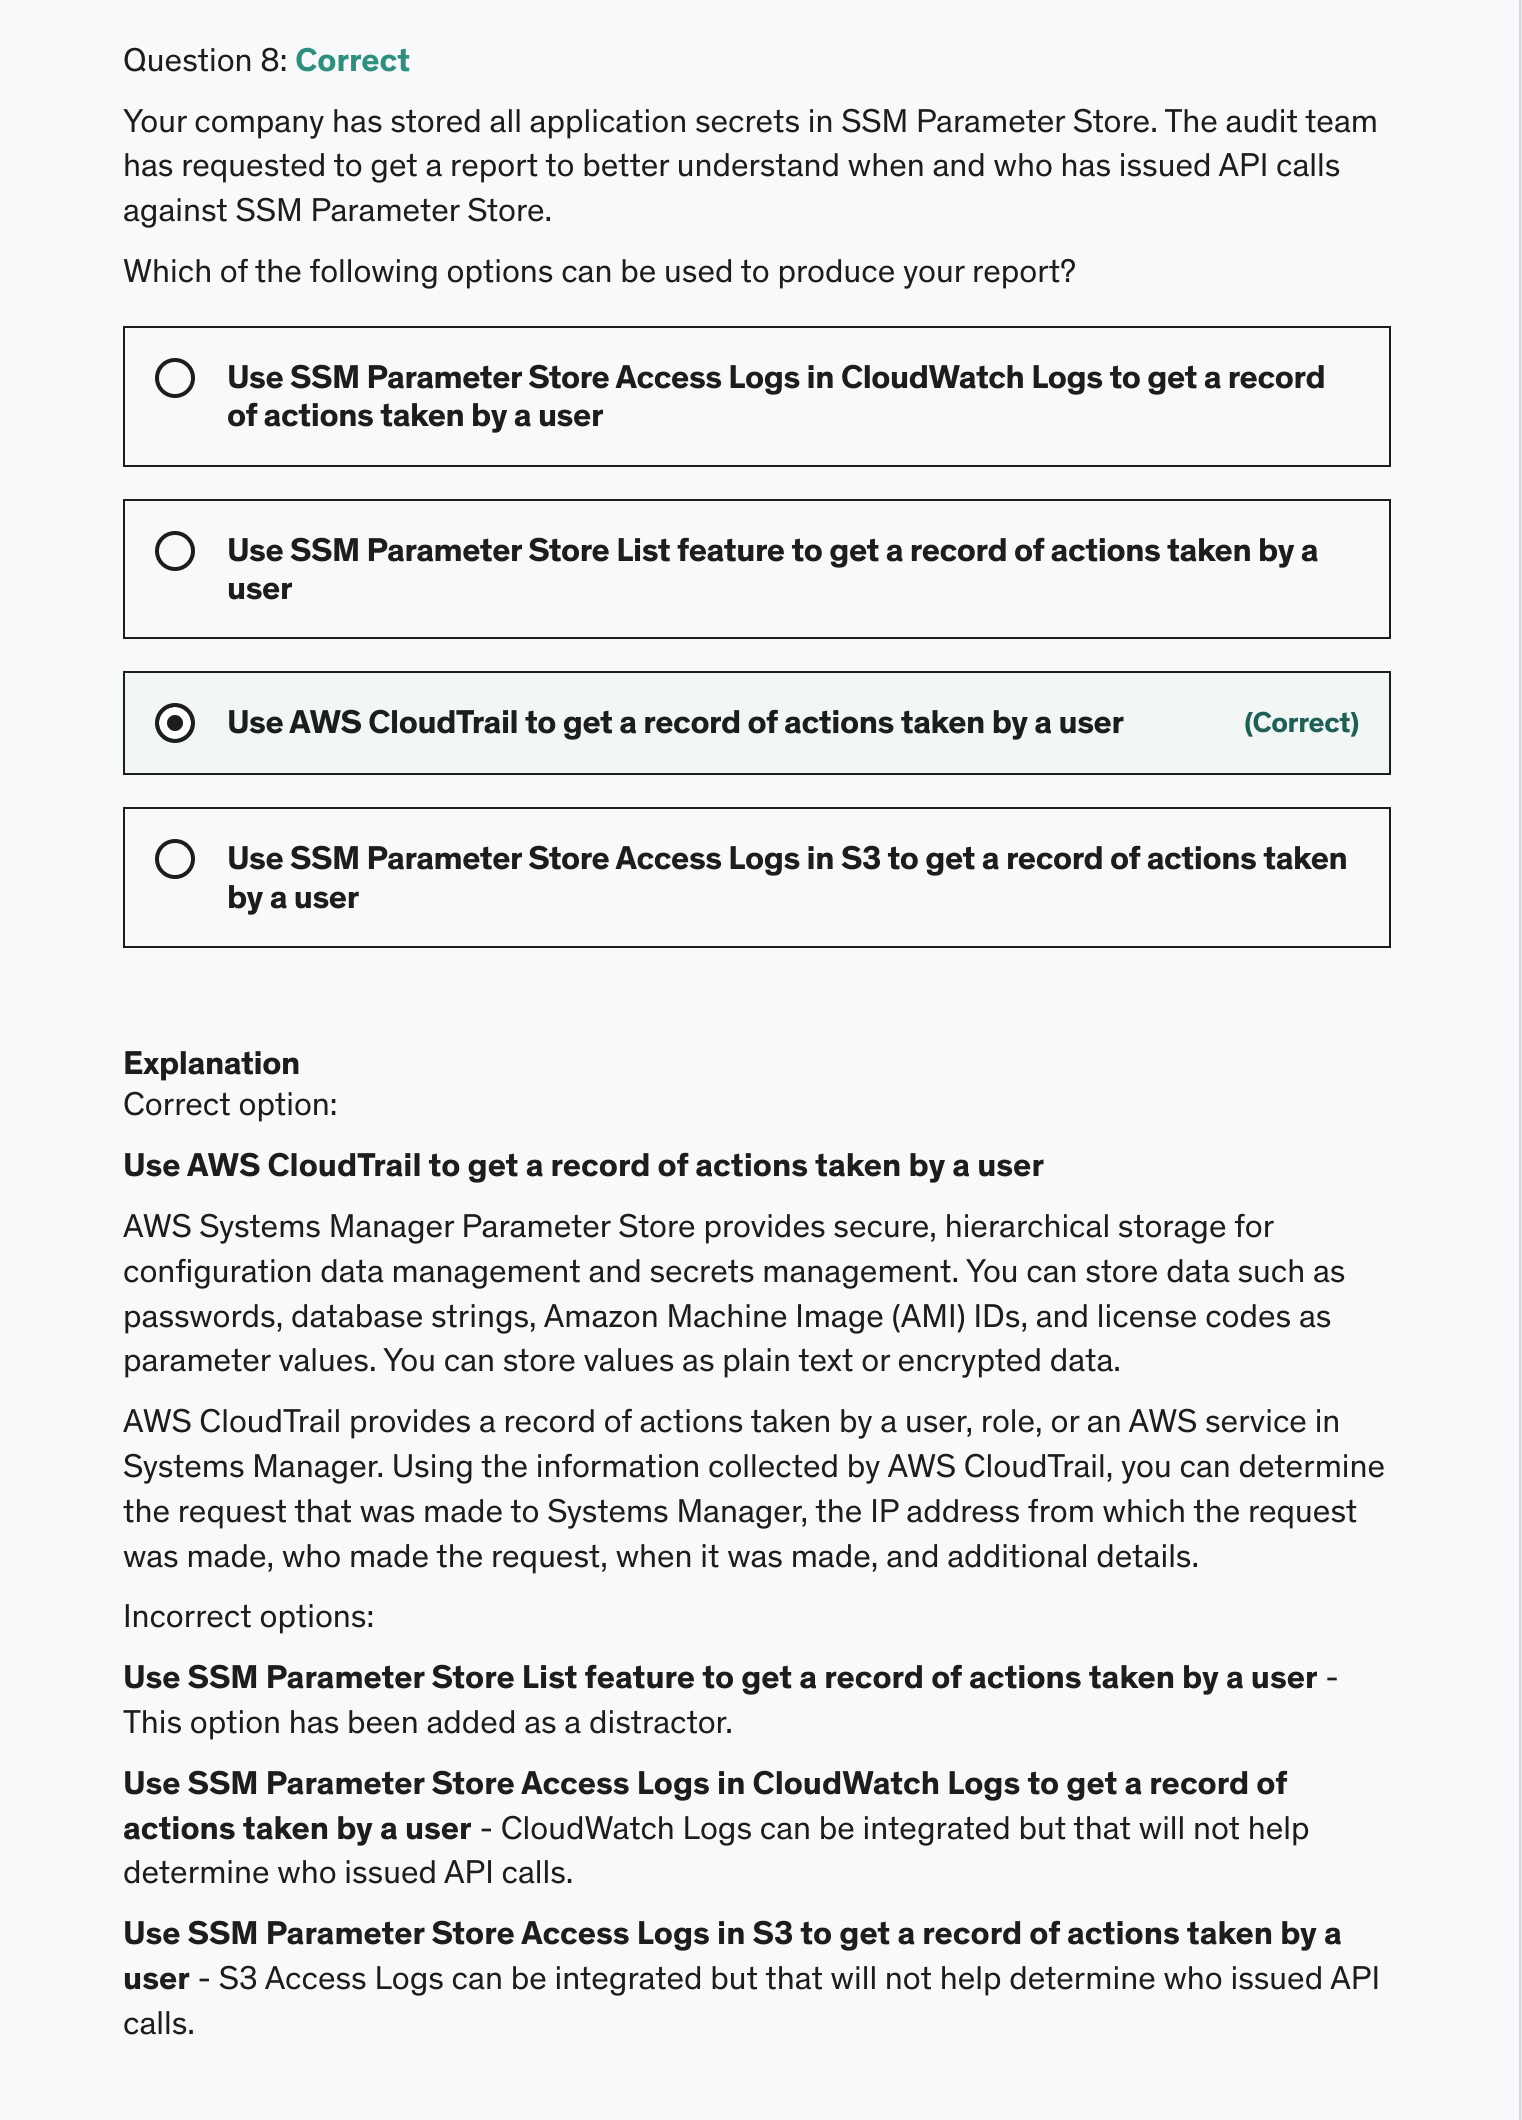 Question 8: Correct
Your company has stored all application secrets in SSM Parameter Store. The audit team
has requested to get a report to better understand when and who has issued API calls
against SSM Parameter Store.
Which of the following options can be used to produce your report?
Use SSM Parameter Store Access Logs in CloudWatch Logs to get a record
of actions taken by a user
Use SSM Parameter Store List feature to get a record of actions taken by a
user
Use AWS CloudTrail to get a record of actions taken by a user (Correct)
Use SSM Parameter Store Access Logs in S3 to get a record of actions taken
by a user
Explanation
Correct option:
Use AWS CloudTrail to get a record of actions taken by a user
AWS Systems Manager Parameter Store provides secure, hierarchical storage for
configuration data management and secrets management. You can store data such as
passwords, database strings, Amazon Machine Image (AMI) IDs, and license codes as
parameter values. You can store values as plain text or encrypted data.
AWS CloudTrail provides a record of actions taken by a user, role, or an AWS service in
Systems Manager. Using the information collected by AWS CloudTrail, you can determine
the request that was made to Systems Manager, the IP address from which the request
was made, who made the request, when it was made, and additional details.
Incorrect options:
Use SSM Parameter Store List feature to get a record of actions taken by a user -
This option has been added as a distractor.
Use SSM Parameter Store Access Logs in CloudWatch Logs to get a record of
actions taken by a user - CloudWatch Logs can be integrated but that will not help
determine who issued API calls.
Use SSM Parameter Store Access Logs in S3 to get a record of actions taken by a
user - S3 Access Logs can be integrated but that will not help determine who issued API
calls.